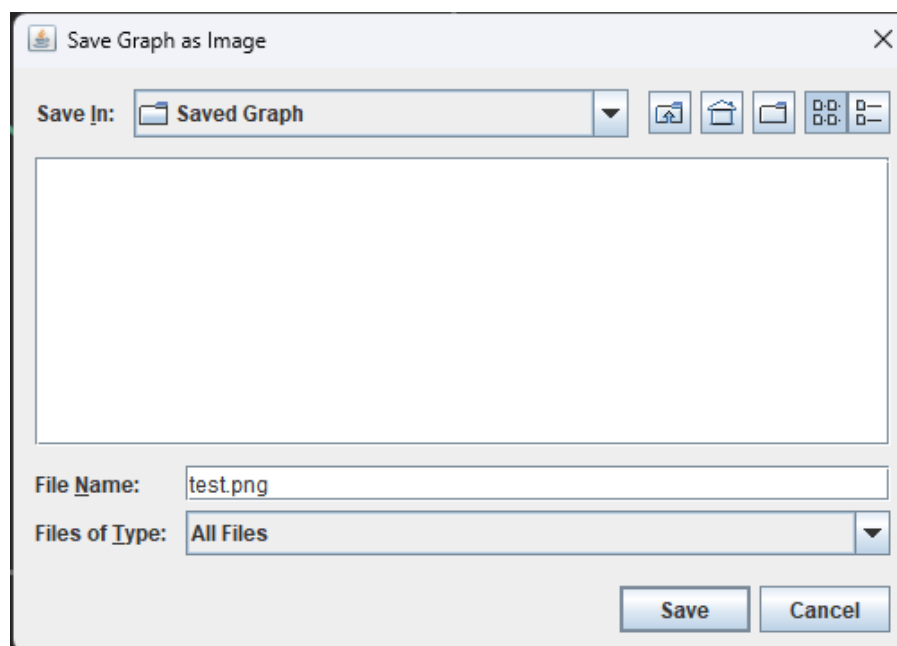 Save Graph as Image
Save In: Saved Graph
File Name: test.png
Files of Type: All Files
Save Cancel